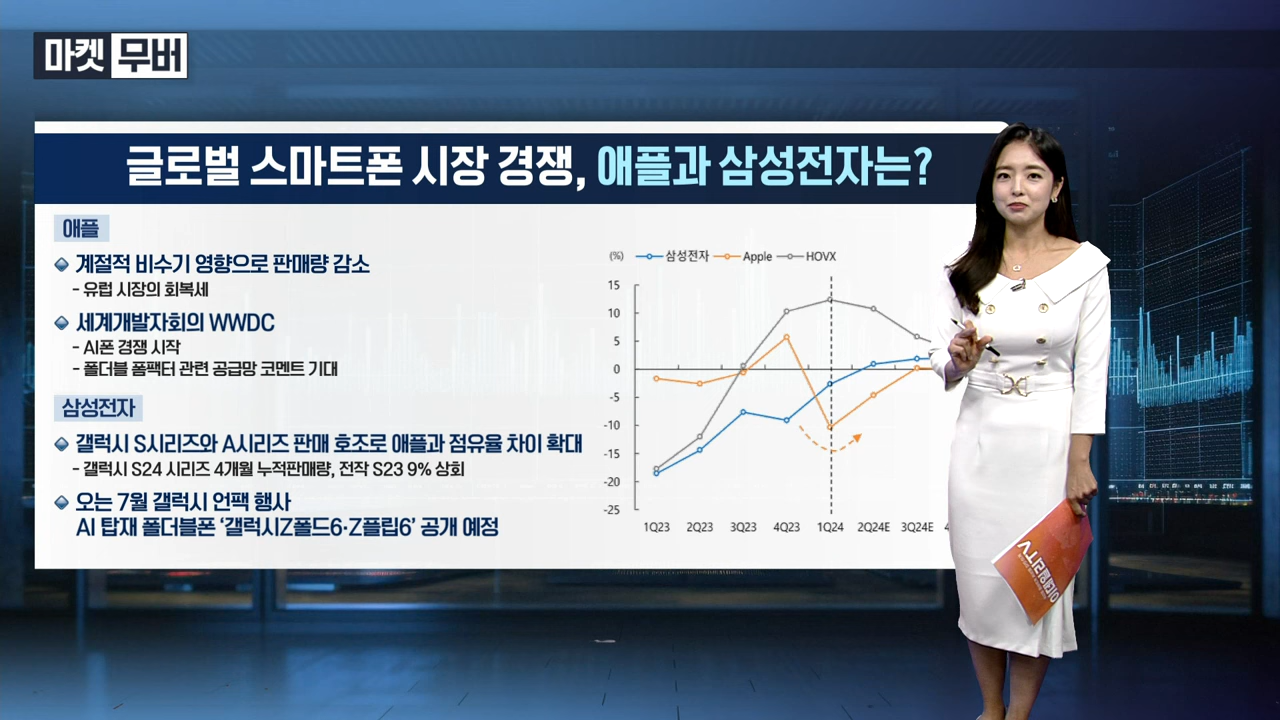 마켓무버
글로벌 스마트폰 시장 경쟁, 애플과 삼성전자는?
애플
계절적 비수기 영향으로 판매량 감소
- 유럽 시장의 회복세
세계개발자회의 WWDC
- AI폰 경쟁 시작
- 폴더블 폼팩터 관련 공급망 코멘트 기대
삼성전자
갤럭시 S시리즈와 A시리즈 판매 호조로 애플과 점유율 차이 확대
- 갤럭시 S24 시리즈 4개월 누적판매량, 전작 S23 9% 상회
오는 7월 갤럭시 언팩 행사
AI 탑재 폴더블폰 ‘갤럭시Z폴드6·Z플립6’ 공개 예정
(%) 삼성전자 Apple HOVX
15
10
5
0
-5
-10
-15
-20
-25
1Q23 2Q23 3Q23 4Q23 1Q24 2Q24E 3Q24E 4
이데일리TV